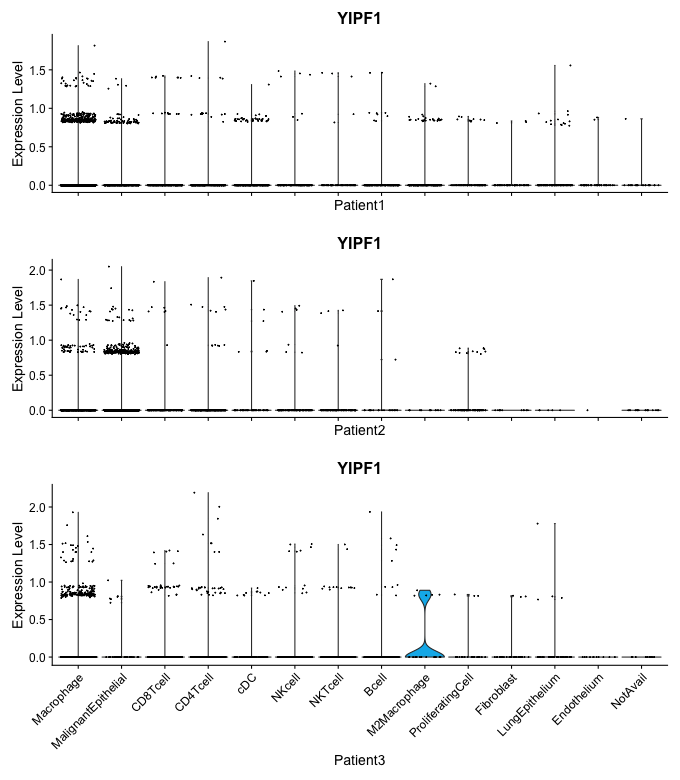 YIPF1
Expression Level
1.5
1.0
0.5
0.0
Patient1
YIPF1
Expression Level
2.0
1.5
1.0
0.5
0.0
Patient2
YIPF1
Expression Level
2.0
1.5
1.0
0.5
0.0
Macrophage
MalignantEpithelial
CD8Tcell
CD4Tcell
cDC
NKcell
NKTcell
Bcell
M2Macrophage
ProliferatingCell
Fibroblast
LungEpithelium
Endothelium
NotAvail
Patient3